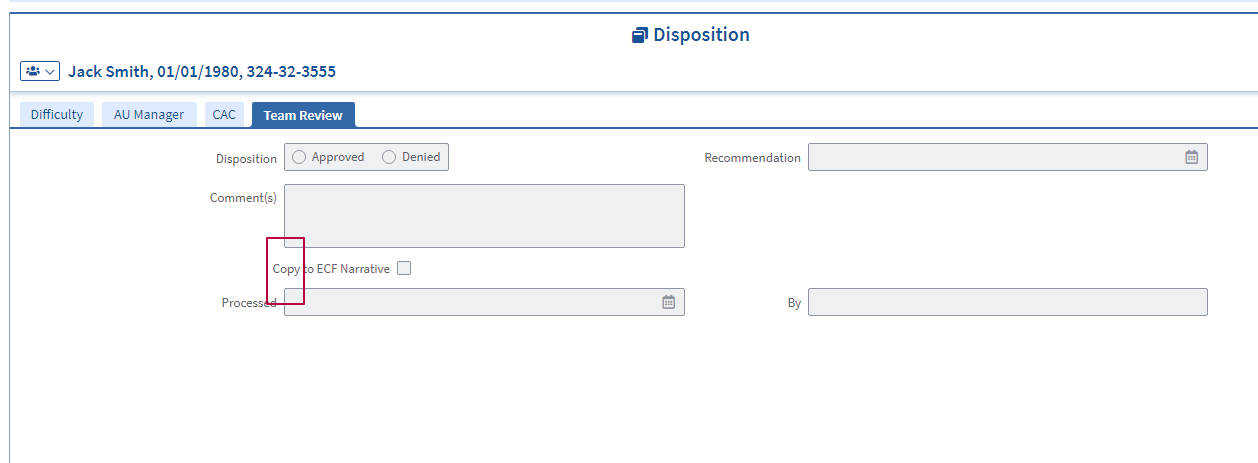 Disposition
Jack Smith, 01/01/1980, 324-32-3555
Difficulty AU Manager CAC Team Review
Disposition Approved Denied Recommendation
Comment(s)
Copy to ECF Narrative
Processed By